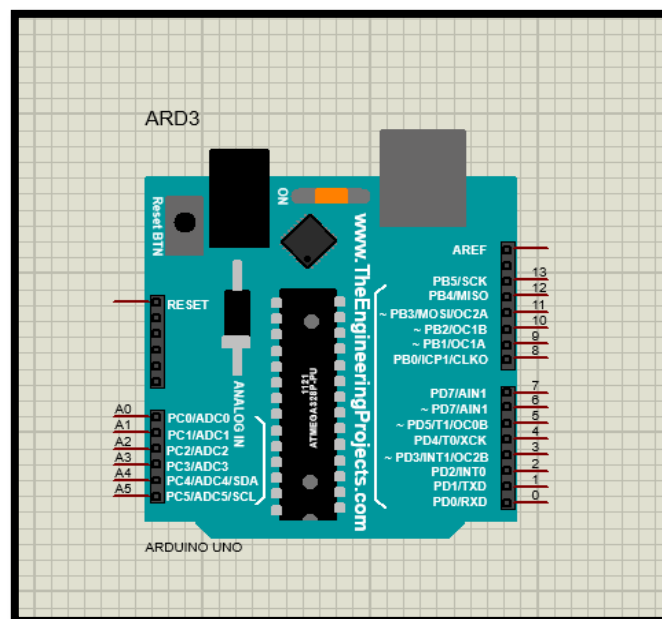 ARD3
Reset BTN
ON
www.TheEngineeringProjects.com
RESET
ANALOG IN
1121
ATMEGA328P-PU
A0 PC0/ADC0
A1 PC1/ADC1
A2 PC2/ADC2
A3 PC3/ADC3
A4 PC4/ADC4/SDA
A5 PC5/ADC5/SCL
AREF
PB5/SCK 13
PB4/MISO 12
~ PB3/MOSI/OC2A 11
~ PB2/OC1B 10
~ PB1/OC1A 9
PB0/ICP1/CLKO 8
PD7/AIN1 7
~ PD7/AIN1 6
~ PD5/T1/OC0B 5
PD4/T0/XCK 4
~ PD3/INT1/OC2B 3
PD2/INT0 2
PD1/TXD 1
PD0/RXD 0
ARDUINO UNO